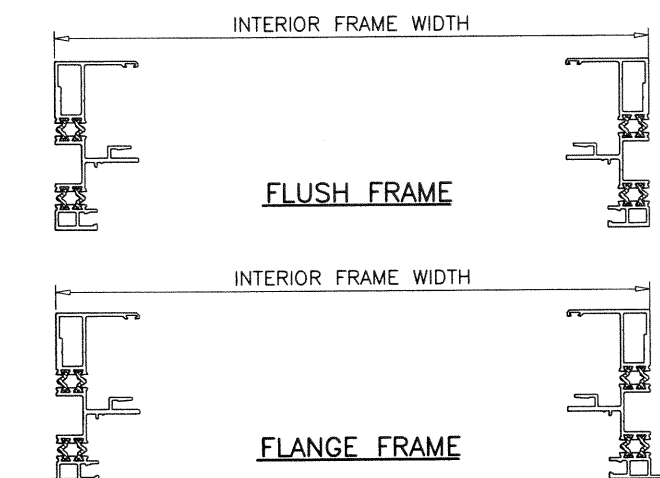 INTERIOR FRAME WIDTH
FLUSH FRAME
INTERIOR FRAME WIDTH
FLANGE FRAME